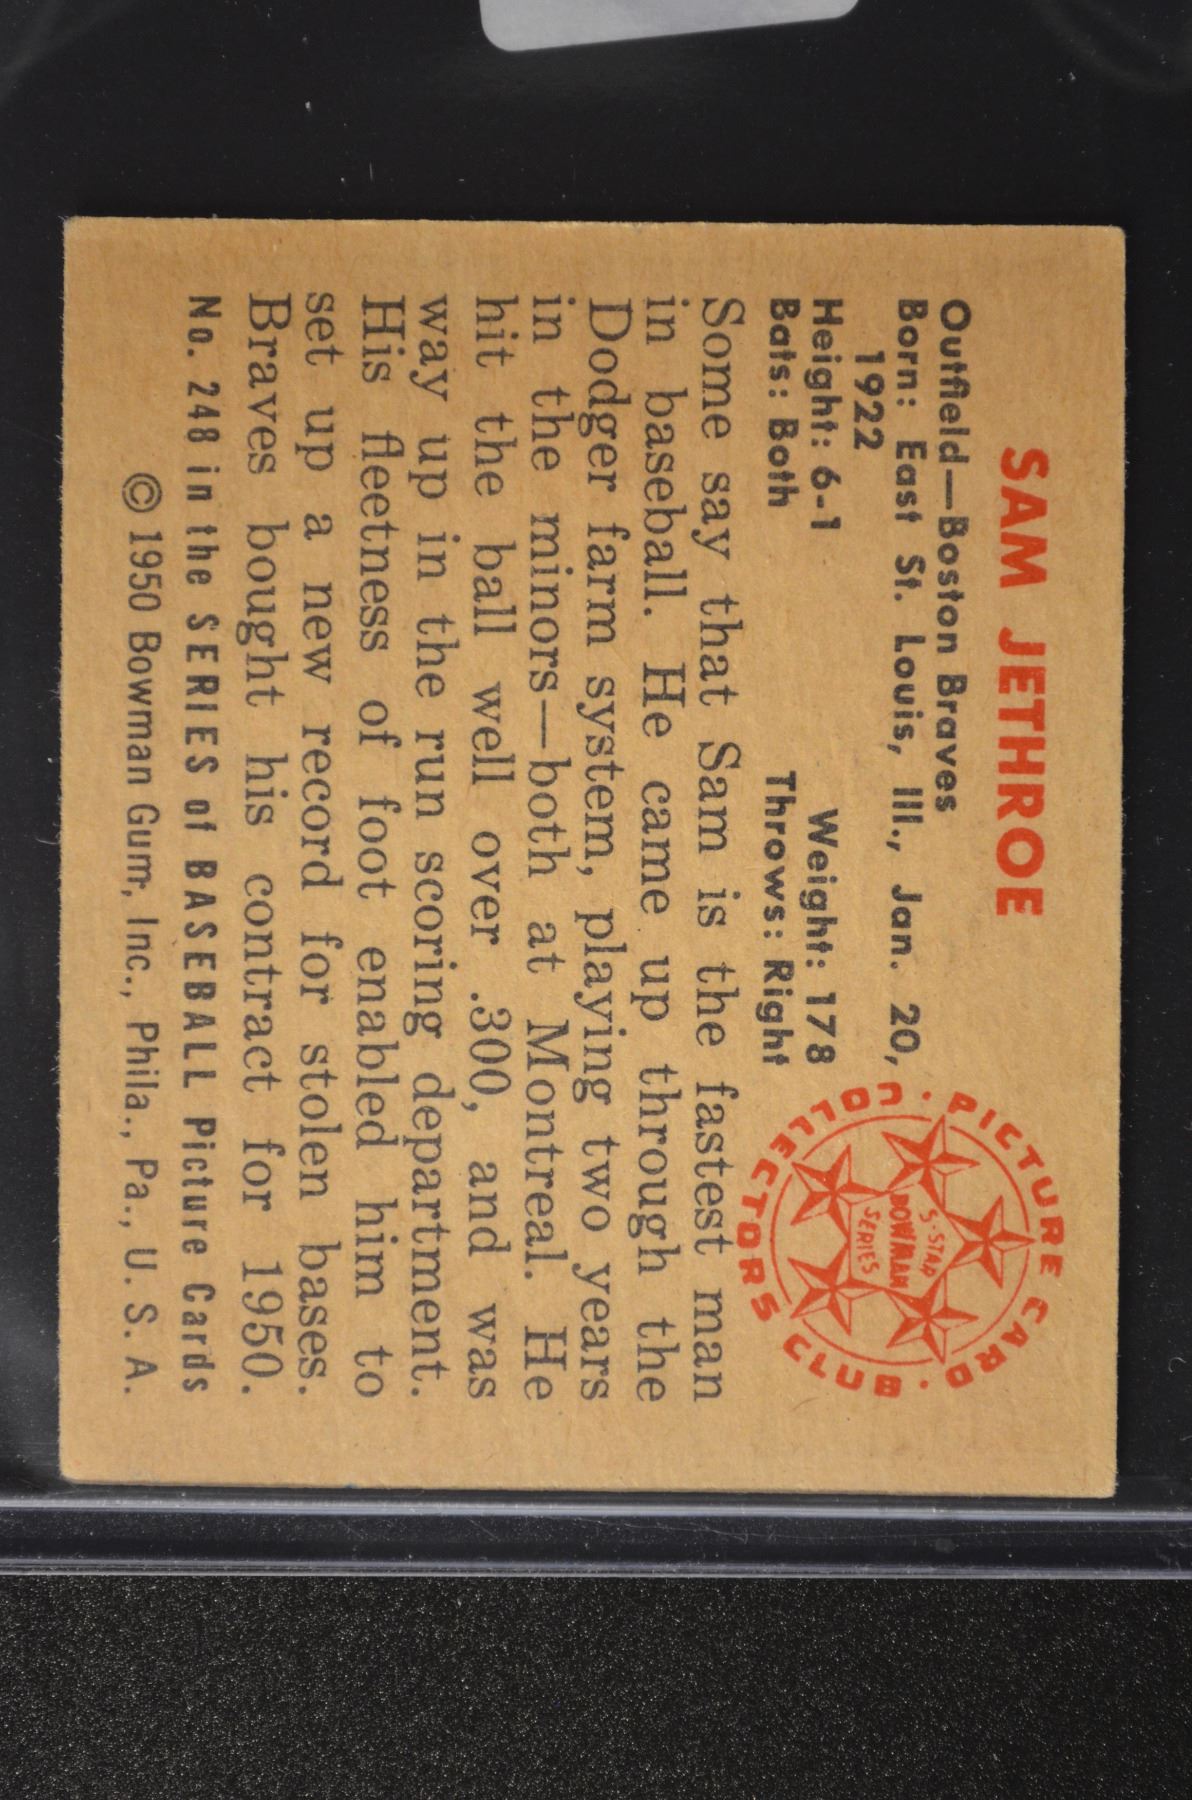 SAM JETHROE
Outfield—Boston Braves
Born: East St. Louis, Ill., Jan. 20,
1922
Height: 6-1 Weight: 178
Bats: Both Throws: Right
PICTURE CARD · COLLECTORS CLUB ·
5-STAR
BOWMAN
SERIES
Some say that Sam is the fastest man
in baseball. He came up through the
Dodger farm system, playing two years
in the minors—both at Montreal. He
hit the ball well over .300, and was
way up in the run scoring department.
His fleetness of foot enabled him to
set up a new record for stolen bases.
Braves bought his contract for 1950.
No. 248 in the SERIES of BASEBALL Picture Cards
© 1950 Bowman Gum, Inc., Phila., Pa., U. S. A.